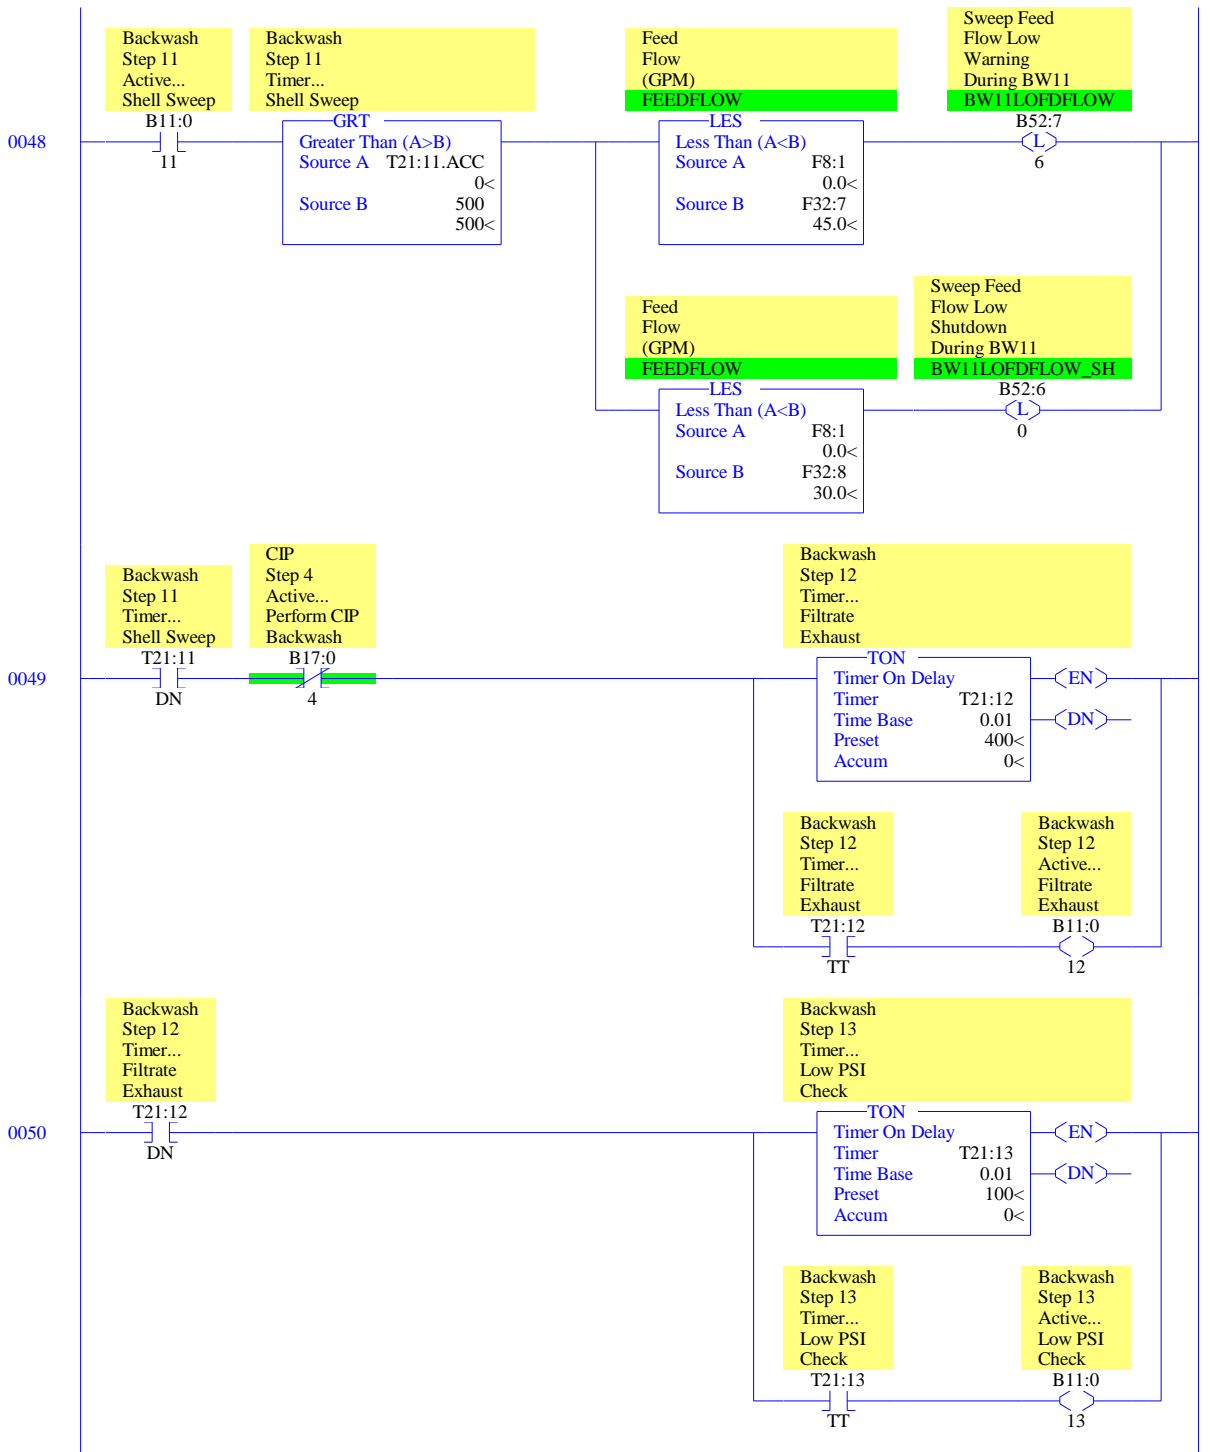 Backwash
Step 11
Active...
Shell Sweep
B11:0
11
Backwash
Step 11
Timer...
Shell Sweep
GRT
Greater Than (A>B)
Source A T21:11.ACC
0<
Source B 500
500<
Feed
Flow
(GPM)
FEEDFLOW
LES
Less Than (A<B)
Source A F8:1
0.0<
Source B F32:7
45.0<
Sweep Feed
Flow Low
Warning
During BW11
BW11LOFDFLOW
B52:7
L
6
0048
Feed
Flow
(GPM)
FEEDFLOW
LES
Less Than (A<B)
Source A F8:1
0.0<
Source B F32:8
30.0<
Sweep Feed
Flow Low
Shutdown
During BW11
BW11LOFDFLOW_SH
B52:6
L
0
Backwash
Step 11
Timer...
Shell Sweep
T21:11
DN
CIP
Step 4
Active...
Perform CIP
Backwash
B17:0
4
Backwash
Step 12
Timer...
Filtrate
Exhaust
TON
Timer On Delay
Timer T21:12
Time Base 0.01
Preset 400<
Accum 0<
EN
DN
0049
Backwash
Step 12
Timer...
Filtrate
Exhaust
T21:12
TT
Backwash
Step 12
Active...
Filtrate
Exhaust
B11:0
12
Backwash
Step 12
Timer...
Filtrate
Exhaust
T21:12
DN
Backwash
Step 13
Timer...
Low PSI
Check
TON
Timer On Delay
Timer T21:13
Time Base 0.01
Preset 100<
Accum 0<
EN
DN
0050
Backwash
Step 13
Timer...
Low PSI
Check
T21:13
TT
Backwash
Step 13
Active...
Low PSI
Check
B11:0
13